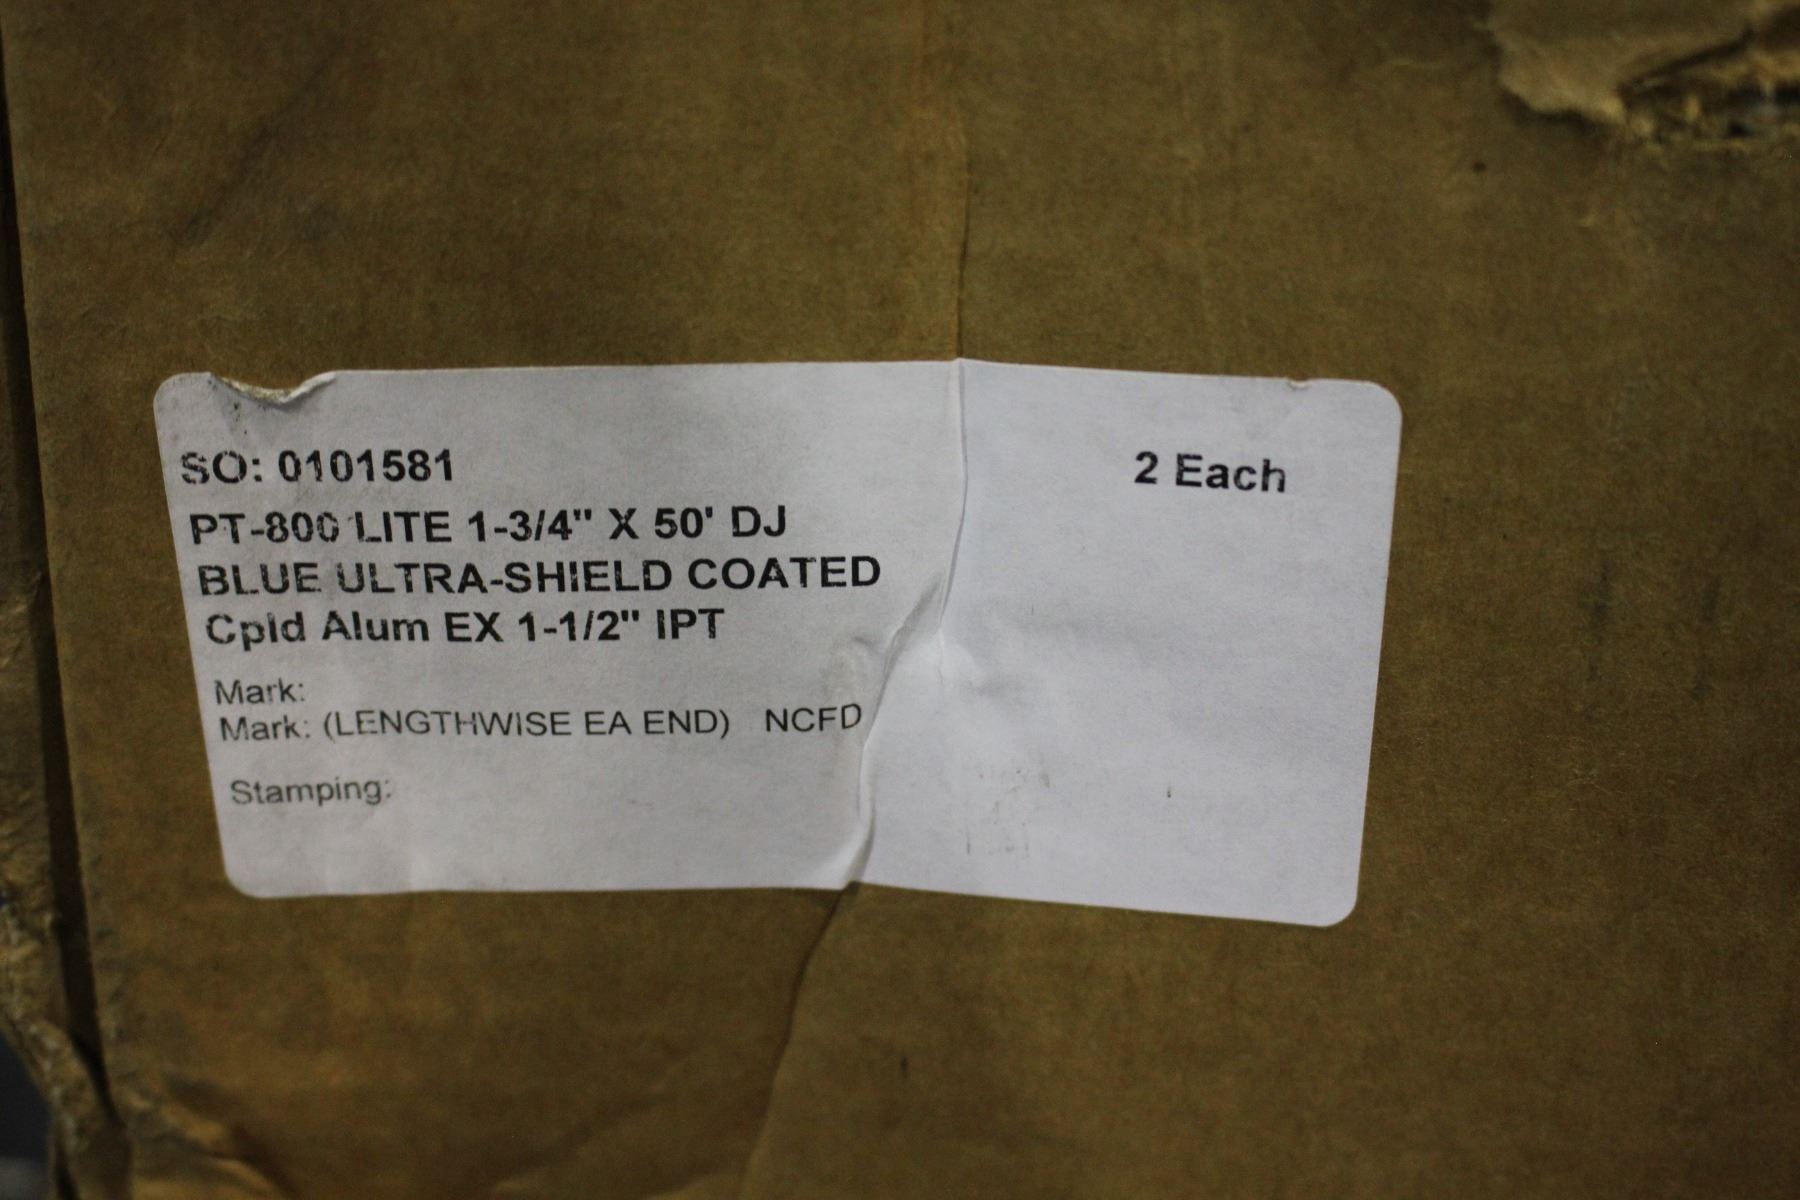 SO: 0101581 2 Each
PT-800 LITE 1-3/4" X 50' DJ
BLUE ULTRA-SHIELD COATED
Cpld Alum EX 1-1/2" IPT
Mark:
Mark: (LENGTHWISE EA END) NCFD
Stamping: